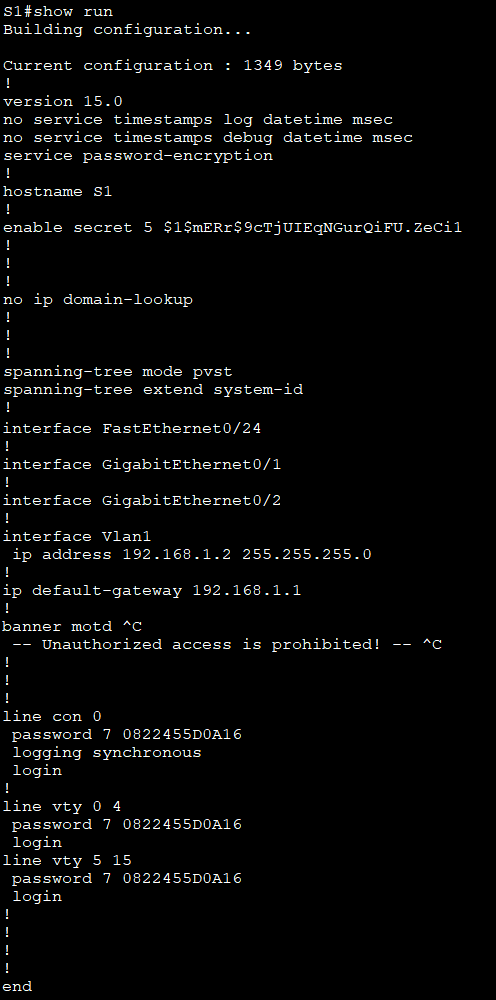 S1#show run
Building configuration...
Current configuration : 1349 bytes
!
version 15.0
no service timestamps log datetime msec
no service timestamps debug datetime msec
service password-encryption
!
hostname S1
!
enable secret 5 $1$mERr$9cTjUIEqNGurQiFU.ZeCi1
!
!
!
no ip domain-lookup
!
!
!
spanning-tree mode pvst
spanning-tree extend system-id
!
interface FastEthernet0/24
!
interface GigabitEthernet0/1
!
interface GigabitEthernet0/2
!
interface Vlan1
 ip address 192.168.1.2 255.255.255.0
!
ip default-gateway 192.168.1.1
!
banner motd ^C
 -- Unauthorized access is prohibited! -- ^C
!
!
!
line con 0
 password 7 0822455D0A16
 logging synchronous
 login
!
line vty 0 4
 password 7 0822455D0A16
 login
line vty 5 15
 password 7 0822455D0A16
 login
!
!
!
!
end